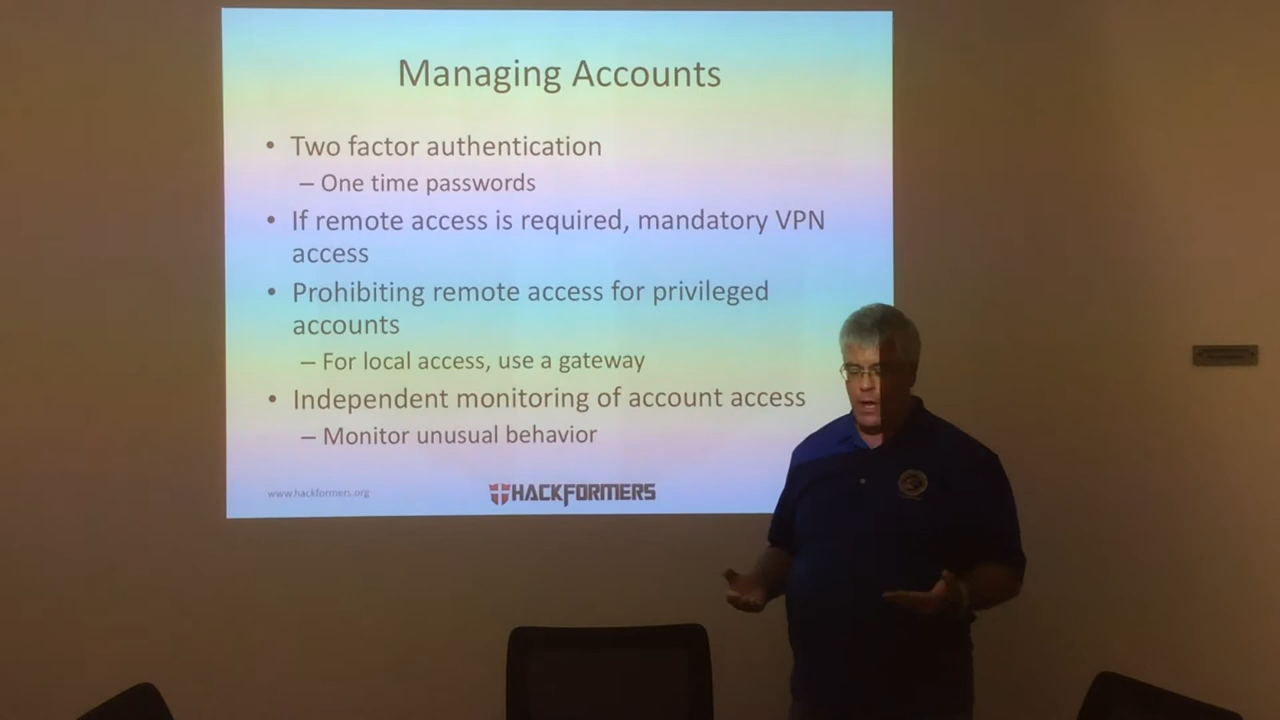 Managing Accounts
• Two factor authentication
– One time passwords
• If remote access is required, mandatory VPN
access
• Prohibiting remote access for privileged
accounts
– For local access, use a gateway
• Independent monitoring of account access
– Monitor unusual behavior
www.hackformers.org
HACKFORMERS